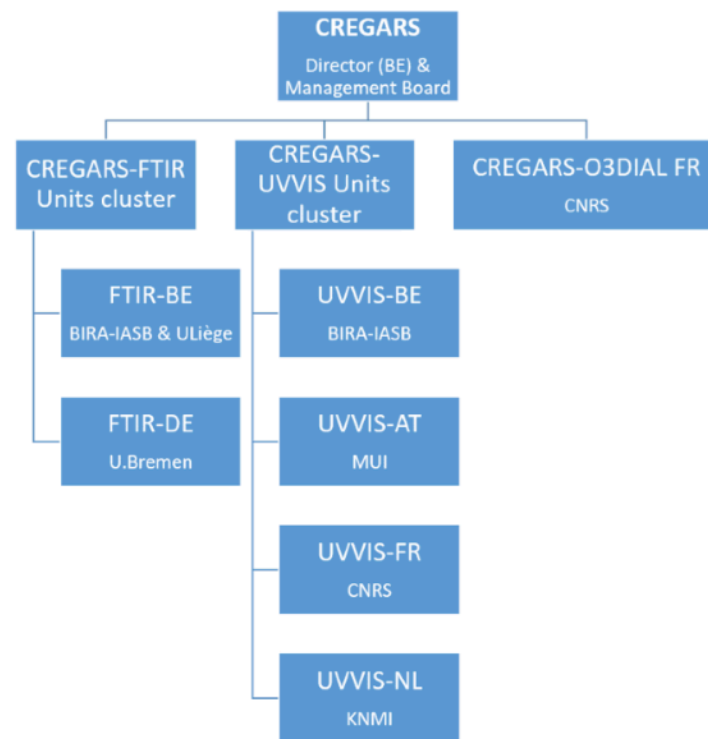 CREGARS
Director (BE) &
Management Board
CREGARS-FTIR
Units cluster
CREGARS-
UVVIS Units
cluster
CREGARS-O3DIAL FR
CNRS
FTIR-BE
BIRA-IASB & ULiège
FTIR-DE
U.Bremen
UVVIS-BE
BIRA-IASB
UVVIS-AT
MUI
UVVIS-FR
CNRS
UVVIS-NL
KNMI